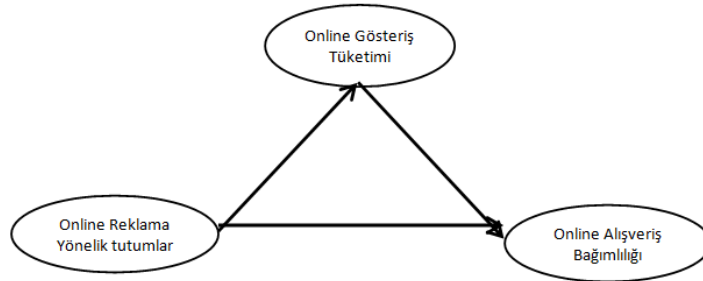 Online Gösteriş
Tüketimi
Online Reklama
Yönelik tutumlar
Online Alışveriş
Bağımlılığı